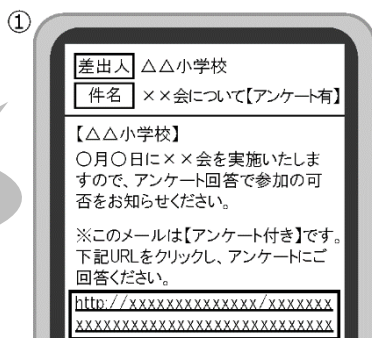 ①
差出人 △△小学校
件名 ××会について【アンケート有】
【△△小学校】
〇月〇日に××会を実施いたしま
すので、アンケート回答で参加の可
否をお知らせください。
※このメールは【アンケート付き】です。
下記URLをクリックし、アンケートにご
回答ください。
http://xxxxxxxxxxxxxx/xxxxxxx
xxxxxxxxxxxxxxxxxxxxxxxxxxxx